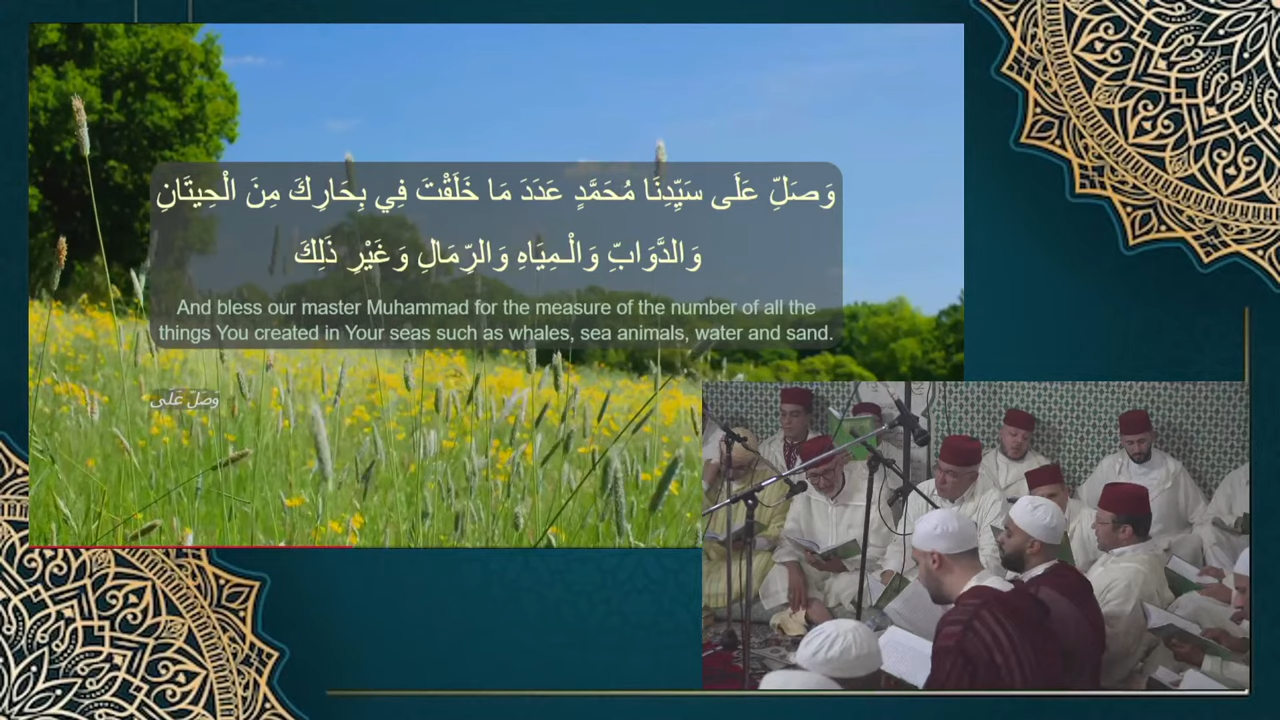 وَصَلِّ عَلَى سَيِّدِنَا مُحَمَّدٍ عَدَدَ مَا خَلَقْتَ فِي بِحَارِكَ مِنَ الْحِيتَانِ
وَالدَّوَابِّ وَالْمِيَاهِ وَالرِّمَالِ وَغَيْرِ ذَلِكَ
And bless our master Muhammad for the measure of the number of all the
things You created in Your seas such as whales, sea animals, water and sand.
وَصَلِّ عَلَى